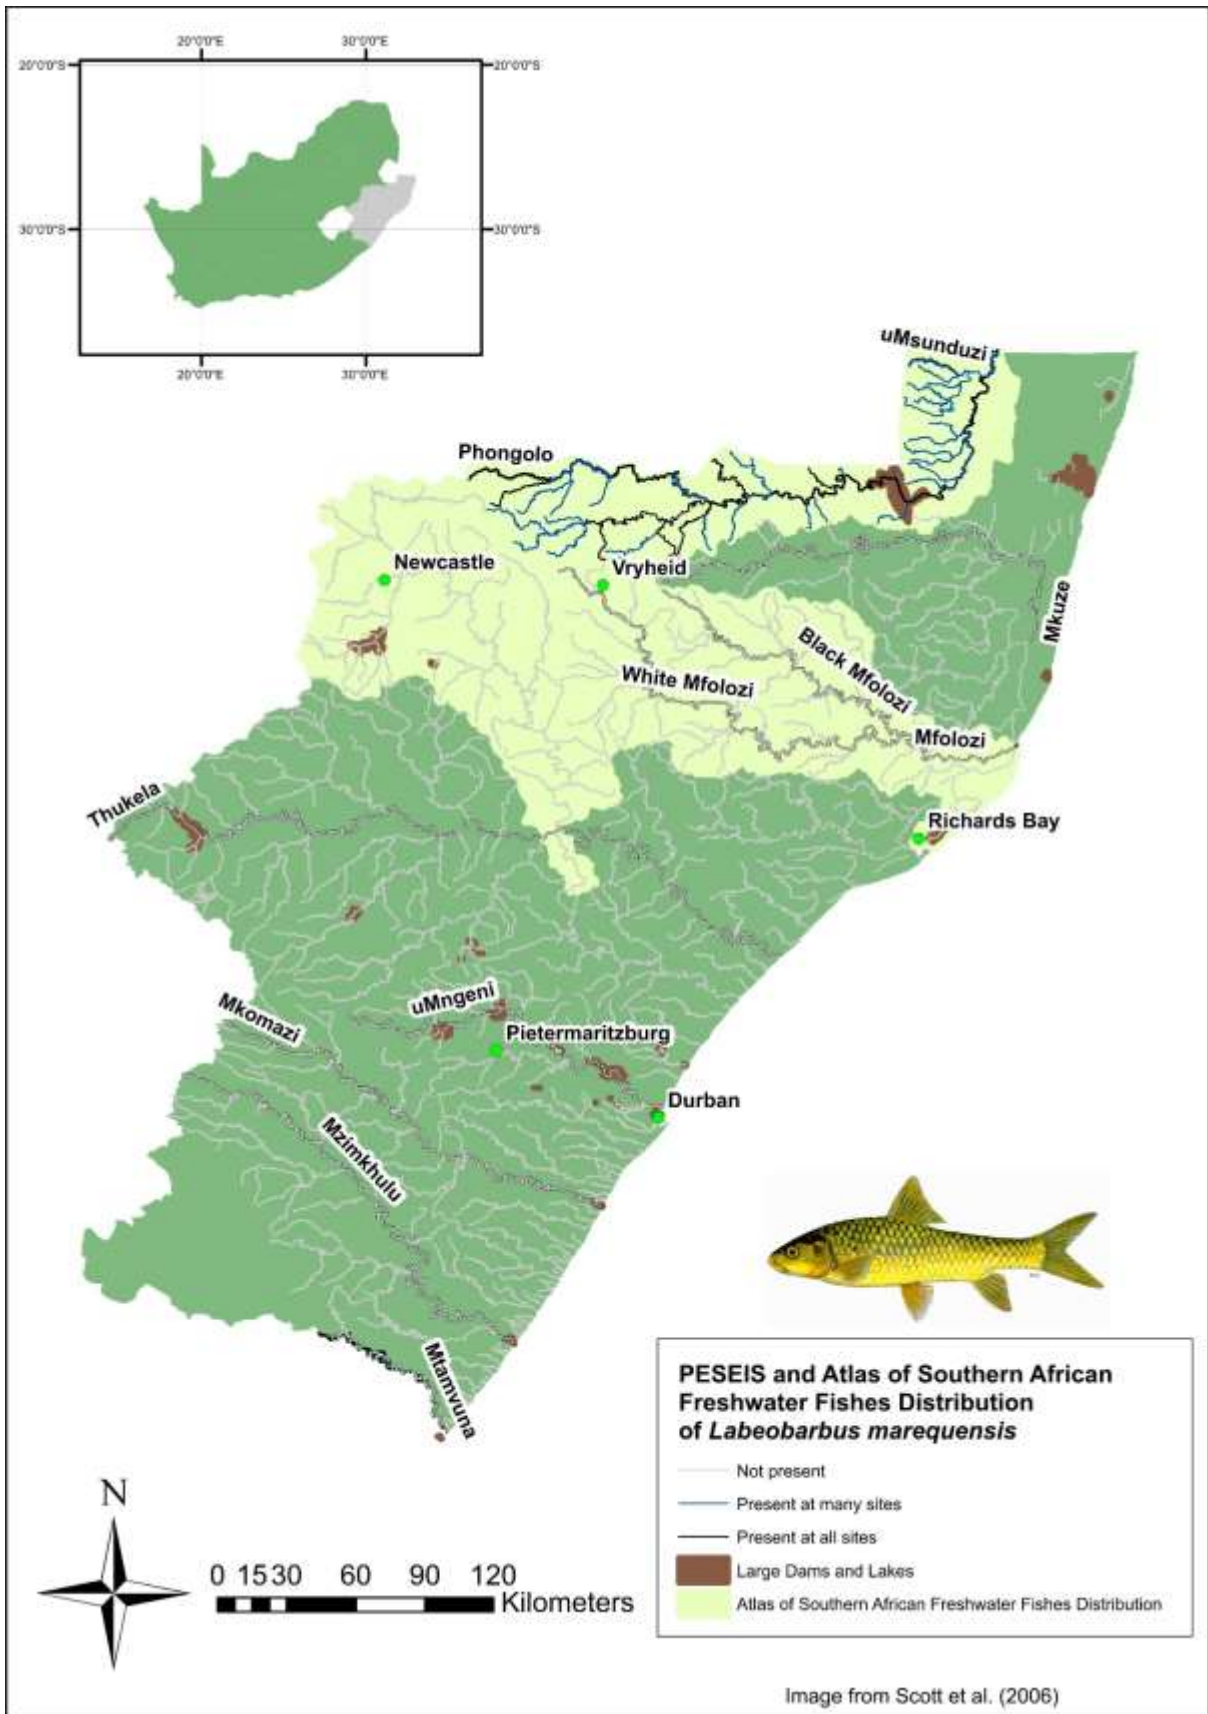 20°0'0"E 30°0'0"E
20°0'0"S 20°0'0"S
30°0'0"S 30°0'0"S
20°0'0"E 30°0'0"E
uMsunduzi
Phongolo
Newcastle
Vryheid
Mkuze
Black Mfolozi
White Mfolozi
Mfolozi
Thukela
Richards Bay
uMngeni
Mkomazi
Pietermaritzburg
Durban
Mzimkhulu
Mtamvuna
PESEIS and Atlas of Southern African
Freshwater Fishes Distribution
of Labeobarbus marequensis
Not present
Present at many sites
Present at all sites
Large Dams and Lakes
Atlas of Southern African Freshwater Fishes Distribution
N
0 15 30 60 90 120
Kilometers
Image from Scott et al. (2006)